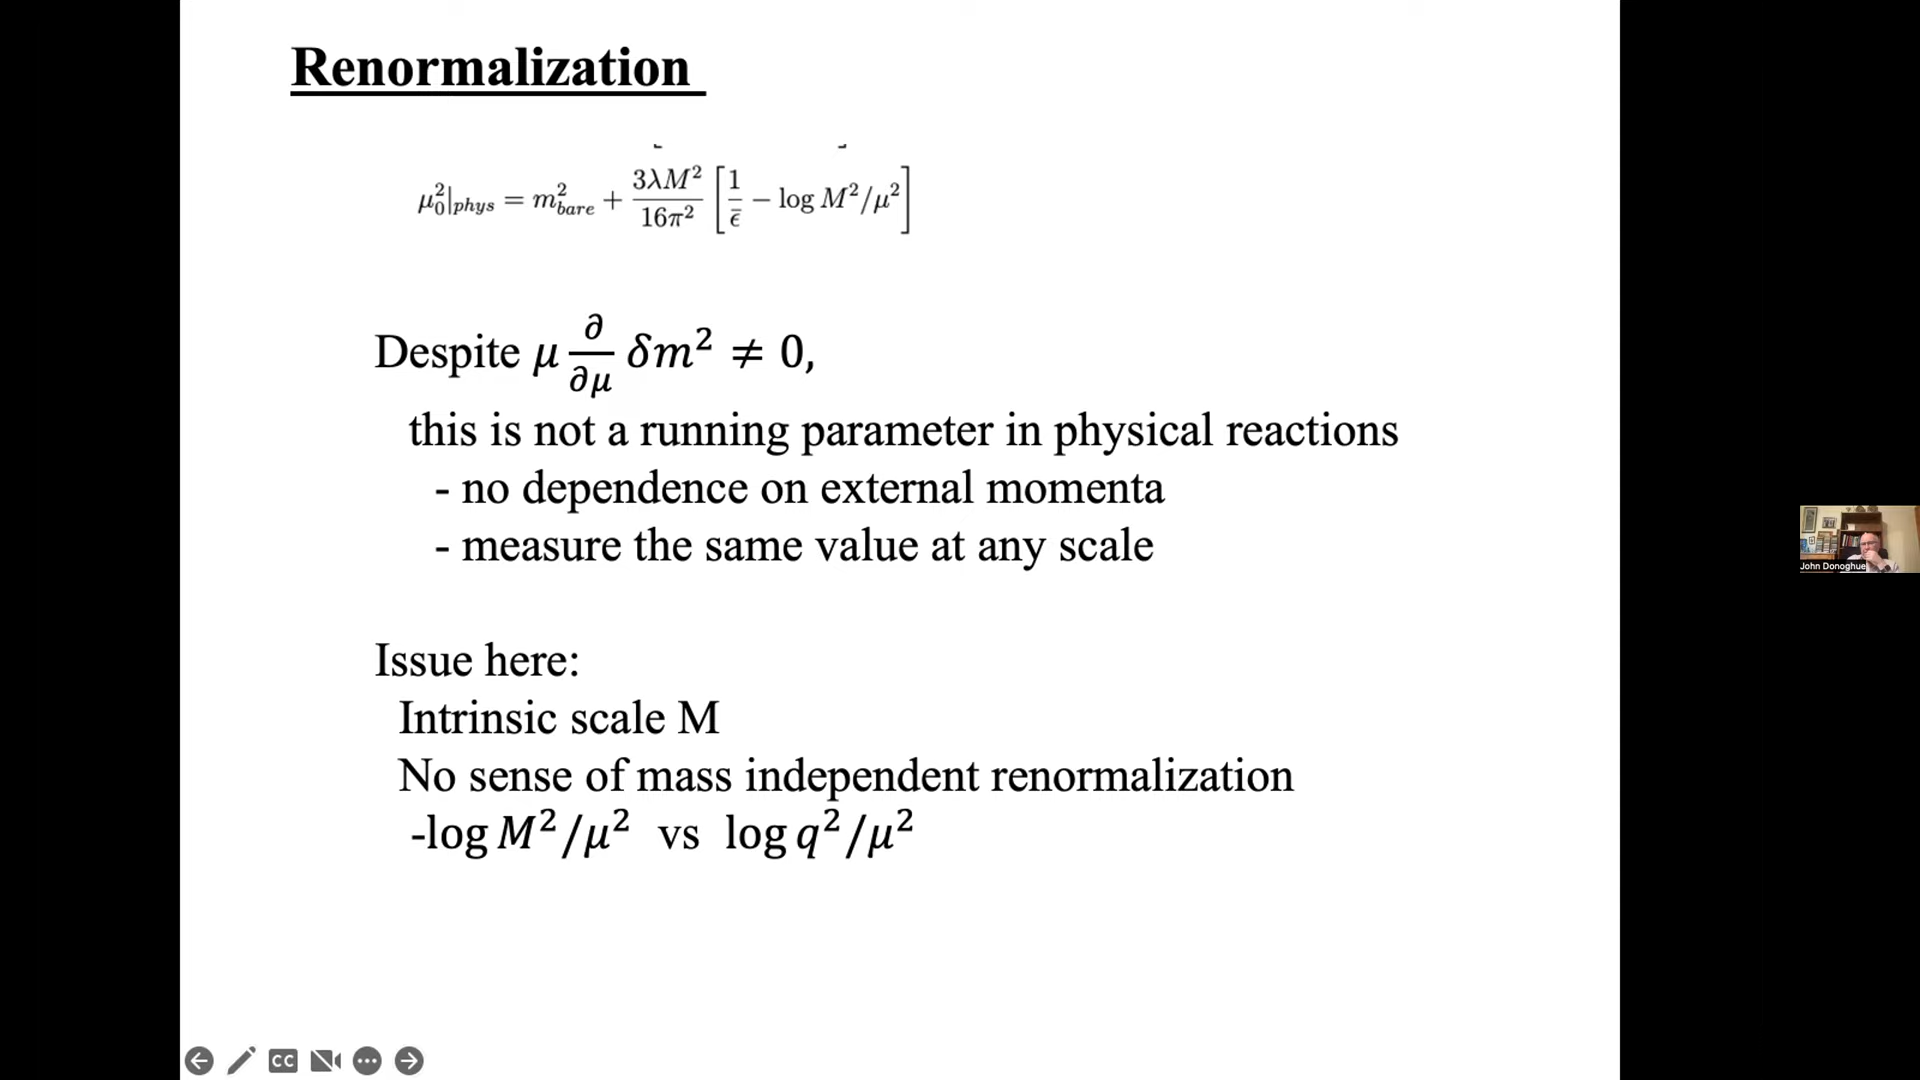 Renormalization
μ₀²|phys = m²bare + 3λM²/16π² [1/ε̄ − log M²/μ²]
Despite μ ∂/∂μ δm² ≠ 0,
this is not a running parameter in physical reactions
- no dependence on external momenta
- measure the same value at any scale
Issue here:
Intrinsic scale M
No sense of mass independent renormalization
-log M²/μ² vs log q²/μ²
John Donoghue
CC